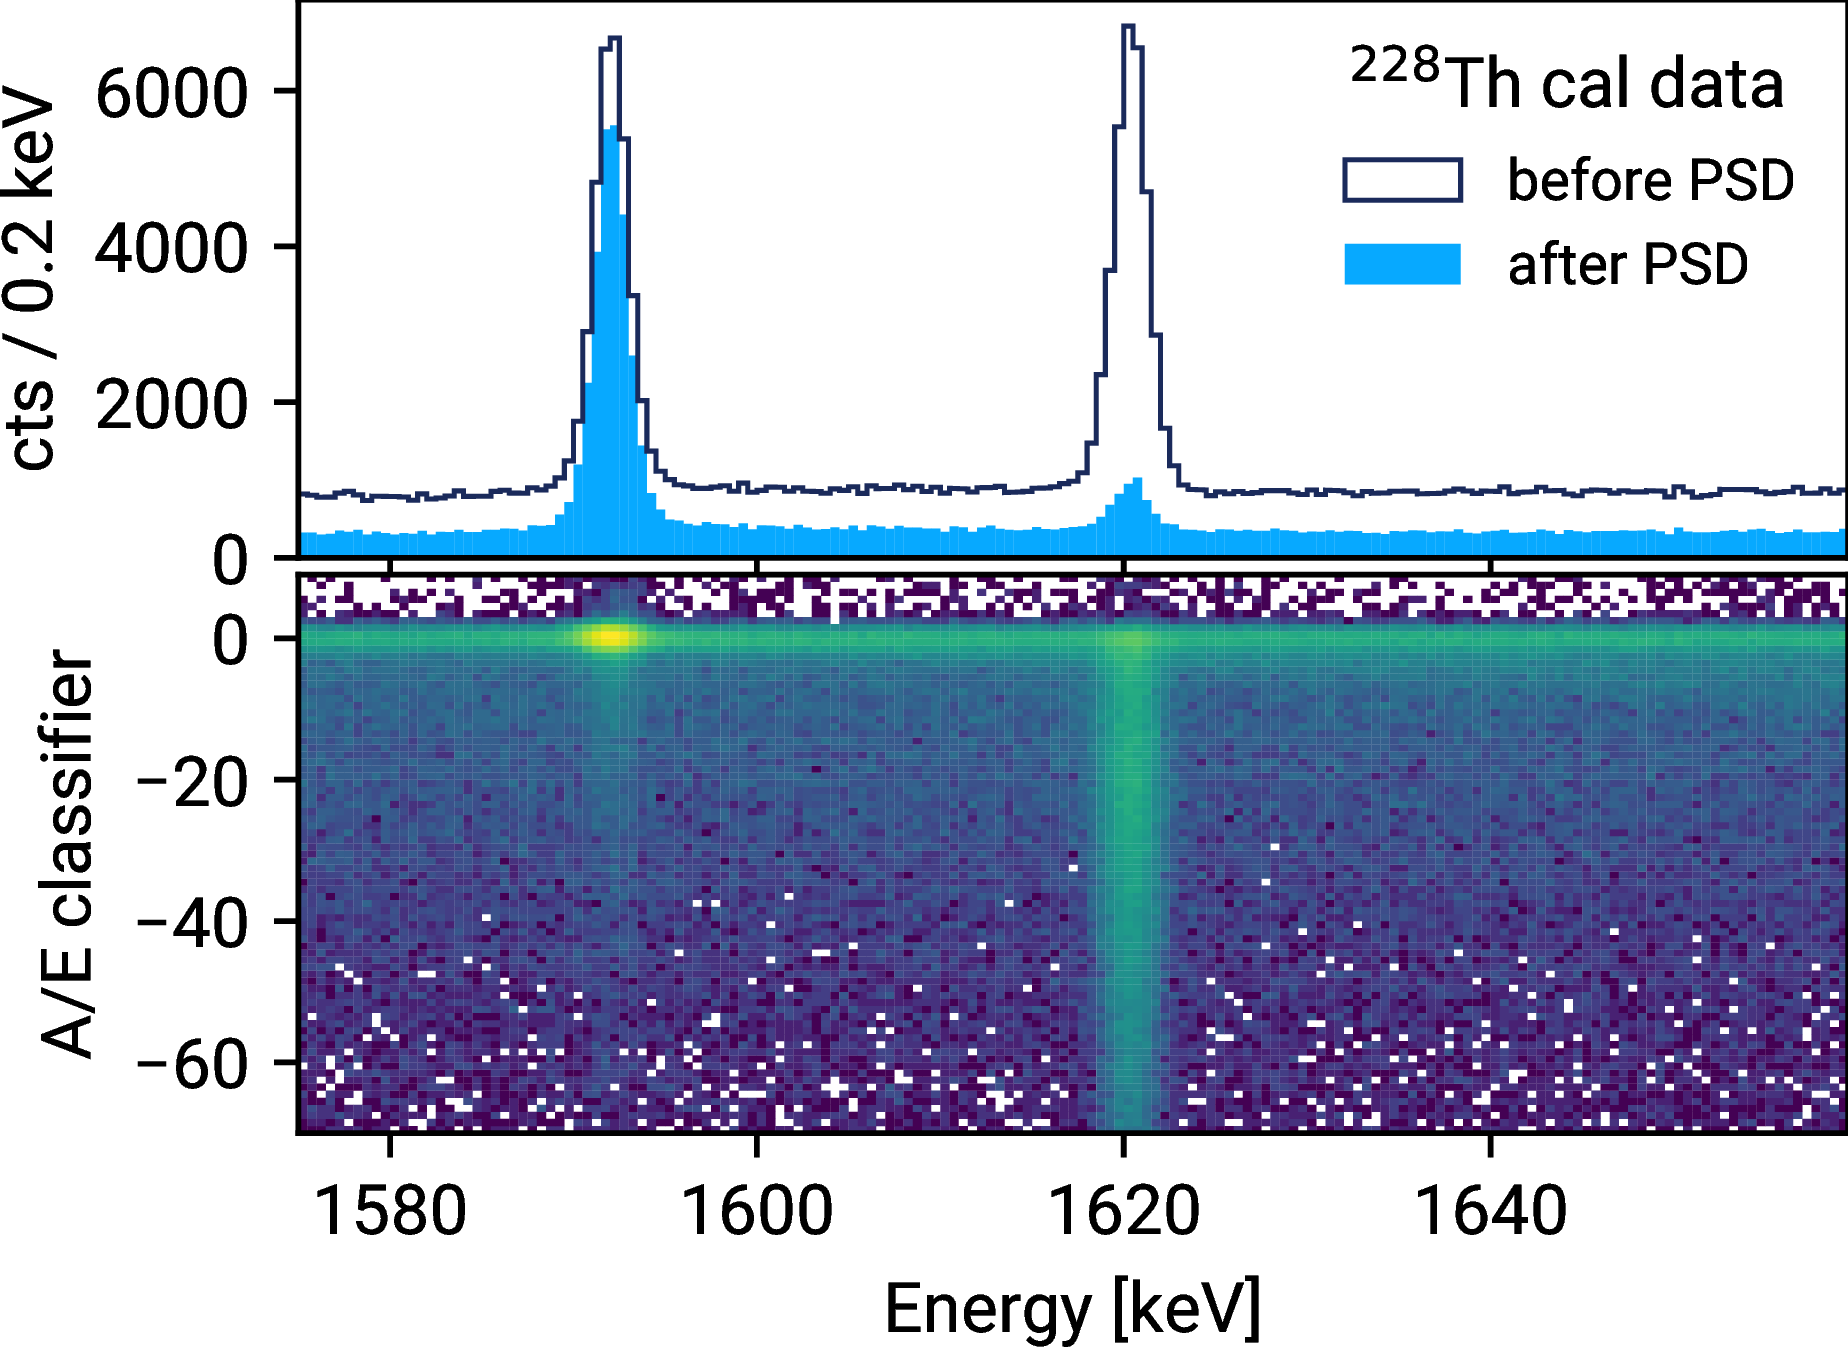 cts / 0.2 keV
6000
4000
2000
0
²²⁸Th cal data
before PSD
after PSD
A/E classifier
0
−20
−40
−60
1580 1600 1620 1640
Energy [keV]